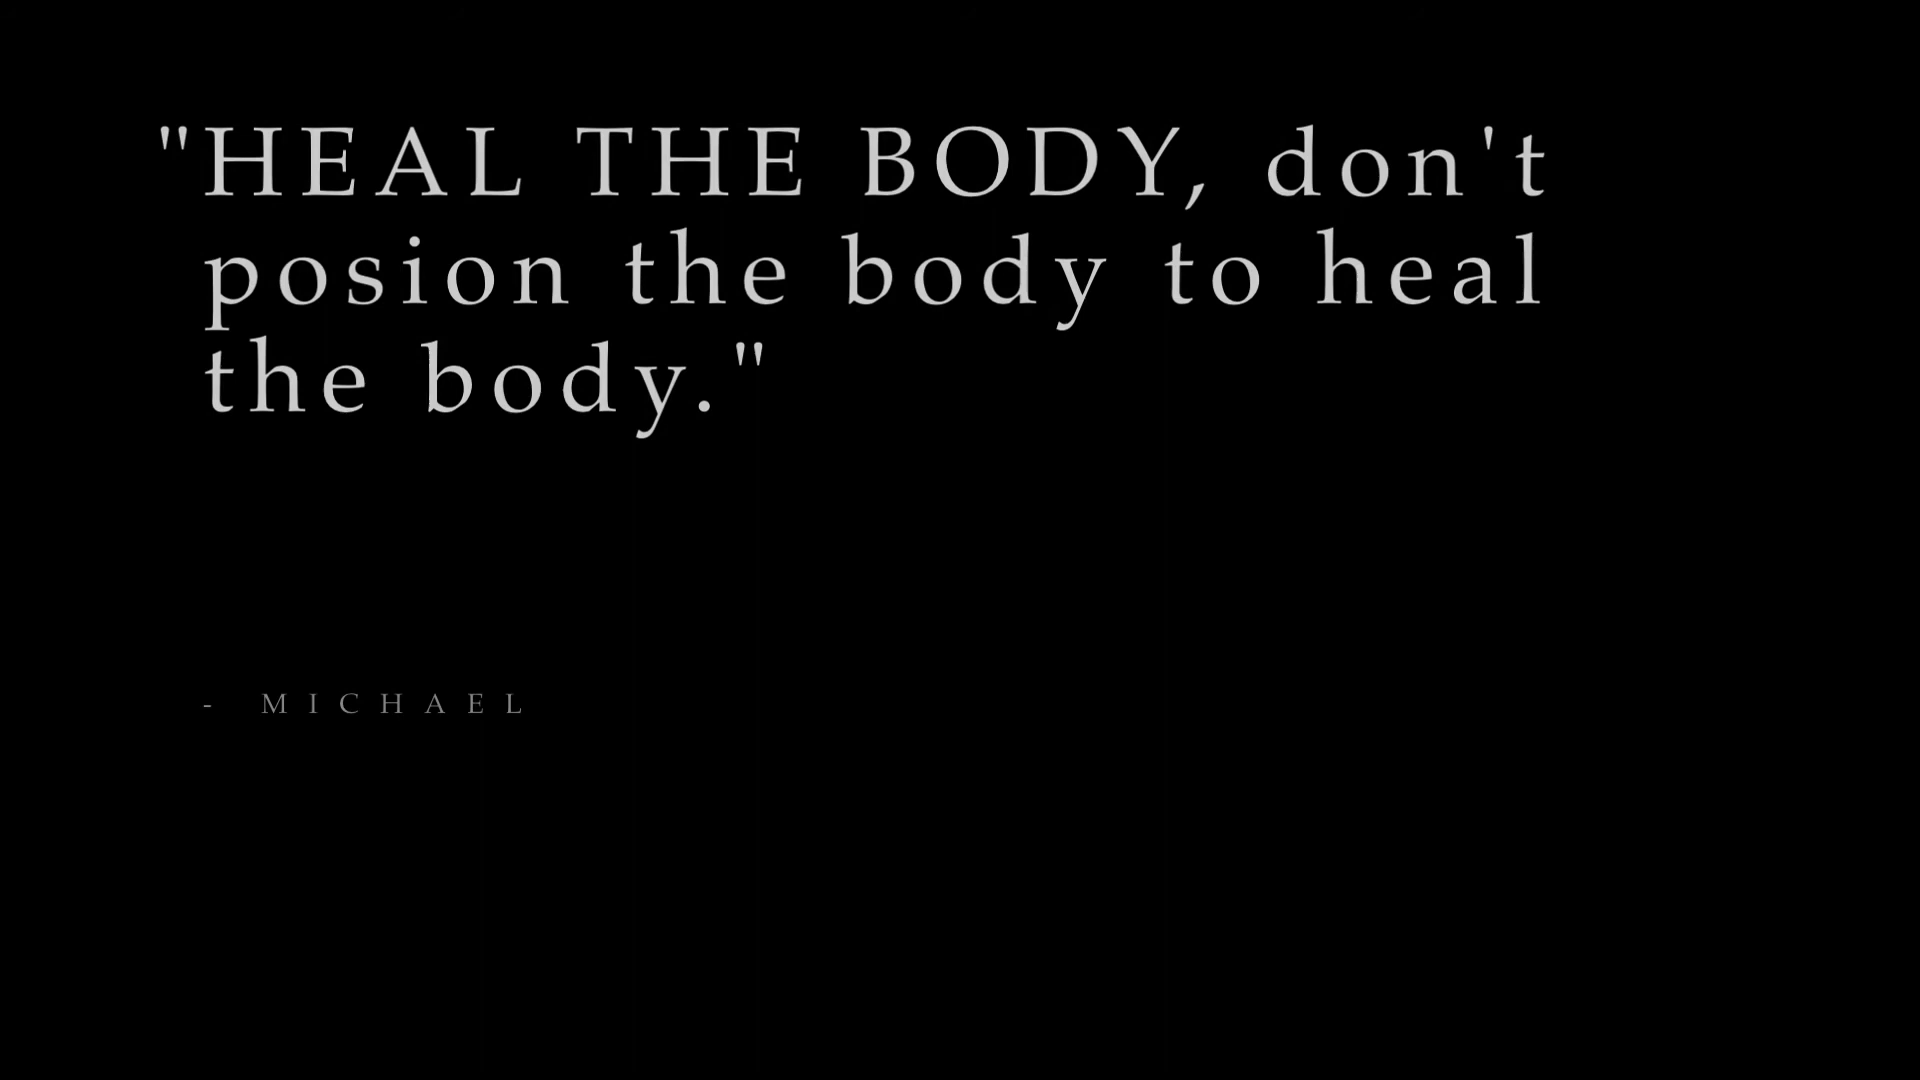 "HEAL THE BODY, don't
posion the body to heal
the body."
- MICHAEL